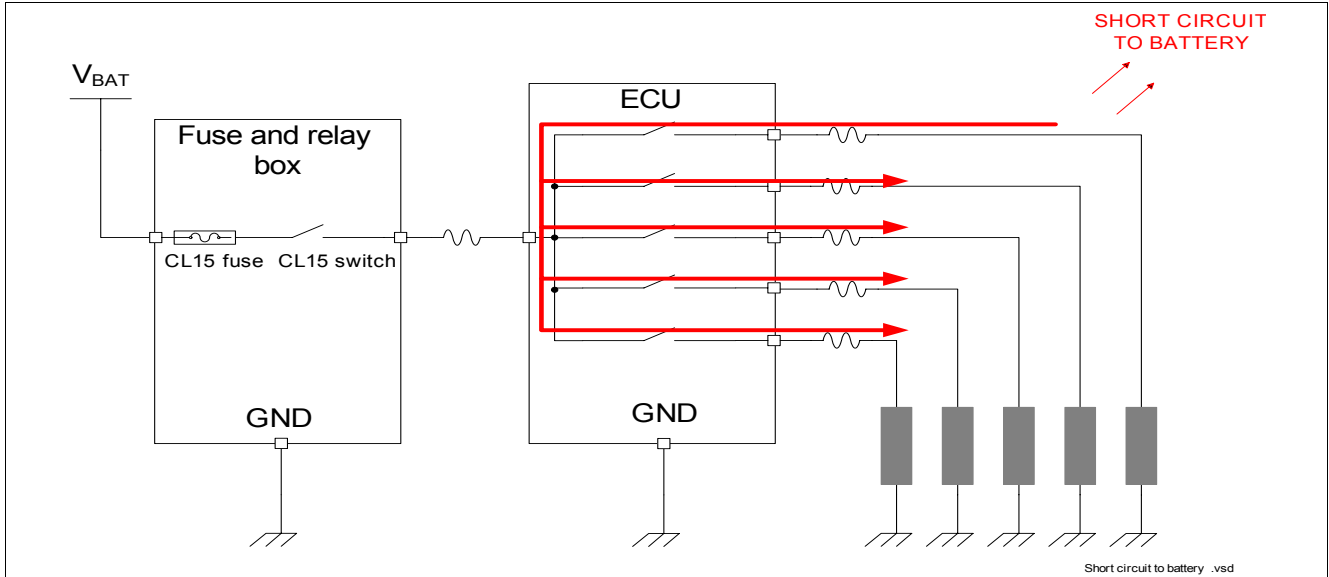 SHORT CIRCUIT
TO BATTERY
VBAT
ECU
Fuse and relay
box
CL15 fuse CL15 switch
GND
GND
Short circuit to battery .vsd